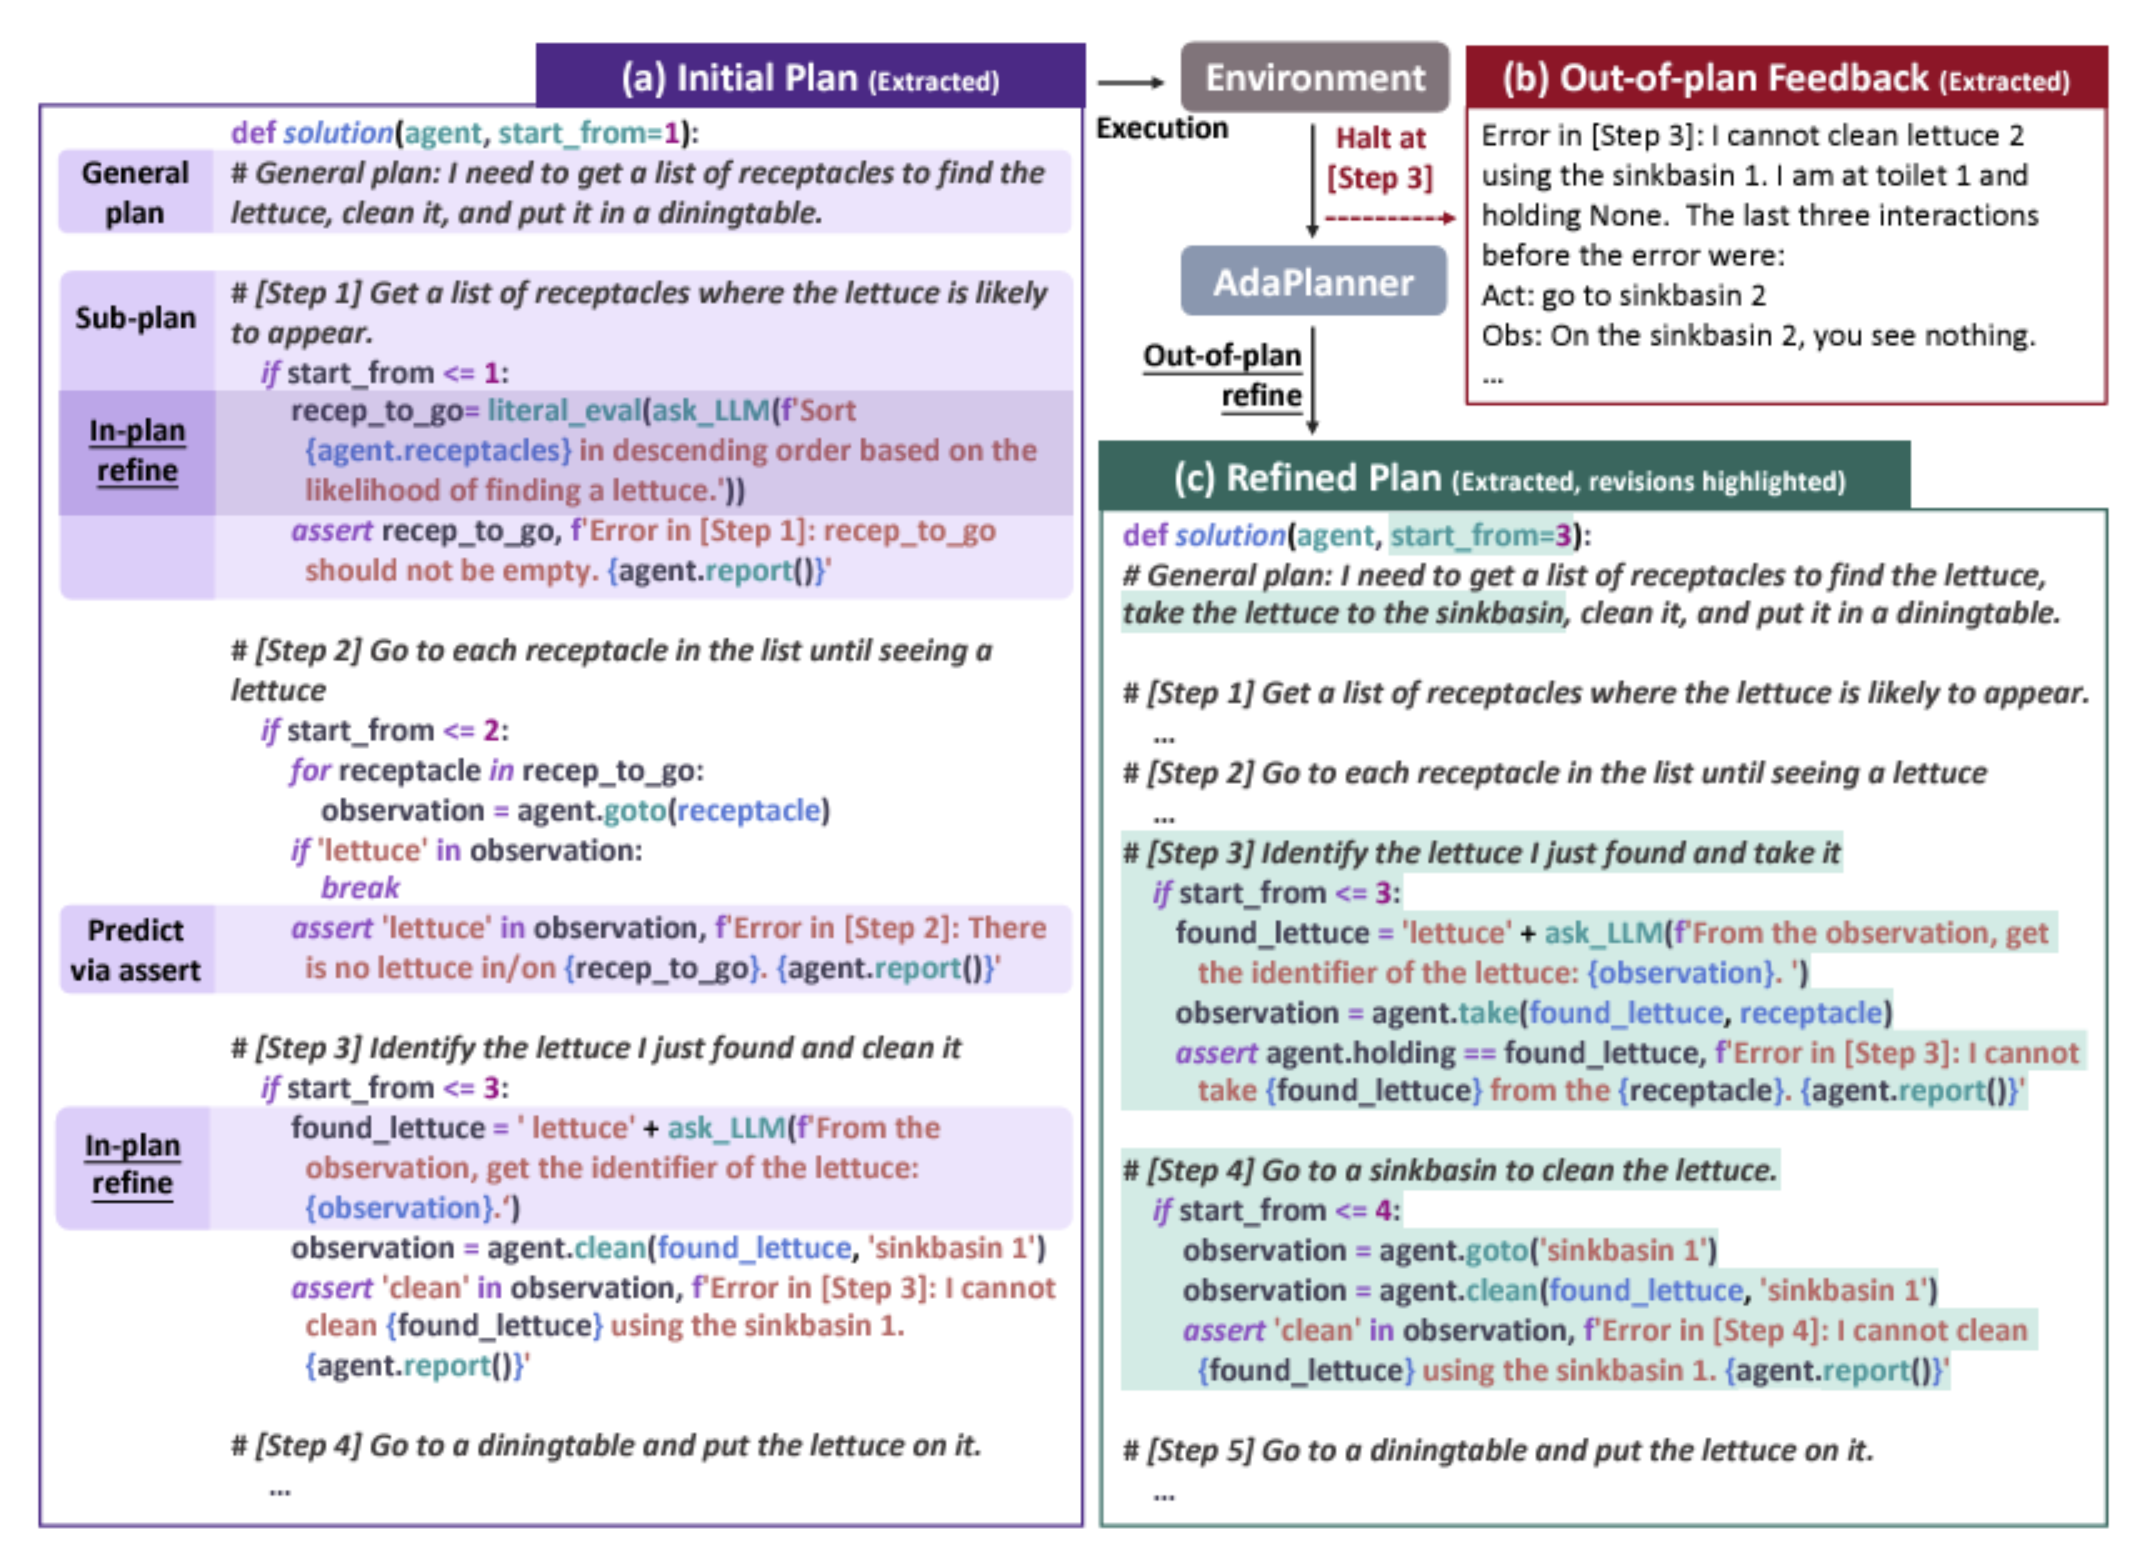 (a) Initial Plan (Extracted)
def solution(agent, start_from=1):
General
plan
# General plan: I need to get a list of receptacles to find the
lettuce, clean it, and put it in a diningtable.
Sub-plan
# [Step 1] Get a list of receptacles where the lettuce is likely
to appear.
if start_from <= 1:
In-plan
refine
recep_to_go= literal_eval(ask_LLM(f'Sort
{agent.receptacles} in descending order based on the
likelihood of finding a lettuce.'))
assert recep_to_go, f'Error in [Step 1]: recep_to_go
should not be empty. {agent.report()}'
# [Step 2] Go to each receptacle in the list until seeing a
lettuce
if start_from <= 2:
for receptacle in recep_to_go:
observation = agent.goto(receptacle)
if 'lettuce' in observation:
break
Predict
via assert
assert 'lettuce' in observation, f'Error in [Step 2]: There
is no lettuce in/on {recep_to_go}. {agent.report()}'
# [Step 3] Identify the lettuce I just found and clean it
if start_from <= 3:
In-plan
refine
found_lettuce = ' lettuce' + ask_LLM(f'From the
observation, get the identifier of the lettuce:
{observation}.')
observation = agent.clean(found_lettuce, 'sinkbasin 1')
assert 'clean' in observation, f'Error in [Step 3]: I cannot
clean {found_lettuce} using the sinkbasin 1.
{agent.report()}'
# [Step 4] Go to a diningtable and put the lettuce on it.
...
Execution
Environment
Halt at
[Step 3]
AdaPlanner
Out-of-plan
refine
(b) Out-of-plan Feedback (Extracted)
Error in [Step 3]: I cannot clean lettuce 2
using the sinkbasin 1. I am at toilet 1 and
holding None. The last three interactions
before the error were:
Act: go to sinkbasin 2
Obs: On the sinkbasin 2, you see nothing.
...
(c) Refined Plan (Extracted, revisions highlighted)
def solution(agent, start_from=3):
# General plan: I need to get a list of receptacles to find the lettuce,
take the lettuce to the sinkbasin, clean it, and put it in a diningtable.
# [Step 1] Get a list of receptacles where the lettuce is likely to appear.
...
# [Step 2] Go to each receptacle in the list until seeing a lettuce
...
# [Step 3] Identify the lettuce I just found and take it
if start_from <= 3:
found_lettuce = 'lettuce' + ask_LLM(f'From the observation, get
the identifier of the lettuce: {observation}. ')
observation = agent.take(found_lettuce, receptacle)
assert agent.holding == found_lettuce, f'Error in [Step 3]: I cannot
take {found_lettuce} from the {receptacle}. {agent.report()}'
# [Step 4] Go to a sinkbasin to clean the lettuce.
if start_from <= 4:
observation = agent.goto('sinkbasin 1')
observation = agent.clean(found_lettuce, 'sinkbasin 1')
assert 'clean' in observation, f'Error in [Step 4]: I cannot clean
{found_lettuce} using the sinkbasin 1. {agent.report()}'
# [Step 5] Go to a diningtable and put the lettuce on it.
...